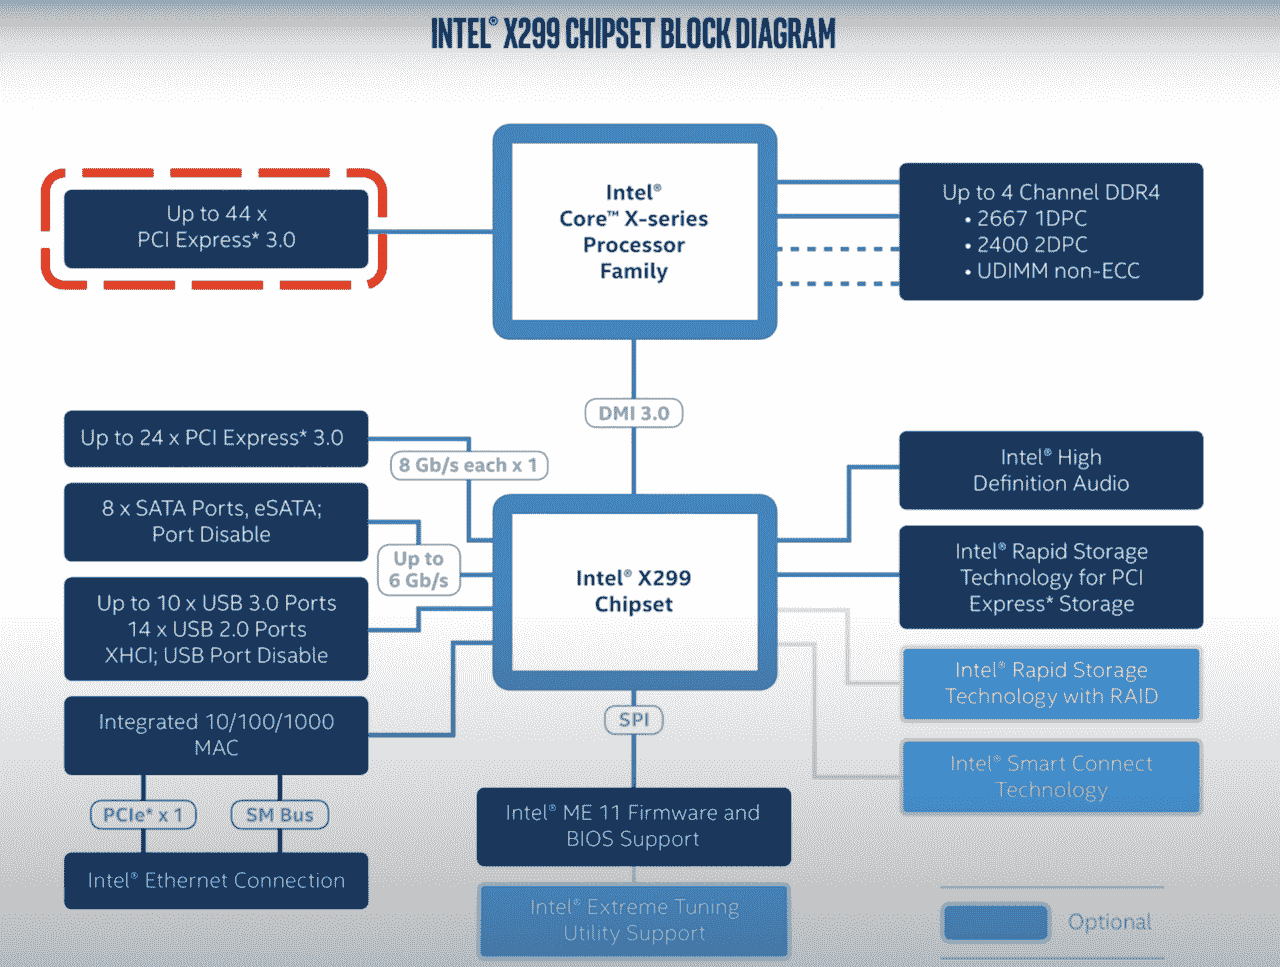 INTEL® X299 CHIPSET BLOCK DIAGRAM
Up to 44 x
PCI Express* 3.0
Intel®
Core™ X-series
Processor
Family
Up to 4 Channel DDR4
• 2667 1DPC
• 2400 2DPC
• UDIMM non-ECC
DMI 3.0
Up to 24 x PCI Express* 3.0
8 Gb/s each x 1
8 x SATA Ports, eSATA;
Port Disable
Up to
6 Gb/s
Up to 10 x USB 3.0 Ports
14 x USB 2.0 Ports
XHCI; USB Port Disable
Integrated 10/100/1000
MAC
PCIe* x 1
SM Bus
Intel® Ethernet Connection
Intel® X299
Chipset
SPI
Intel® ME 11 Firmware and
BIOS Support
Intel® Extreme Tuning
Utility Support
Intel® High
Definition Audio
Intel® Rapid Storage
Technology for PCI
Express* Storage
Intel® Rapid Storage
Technology with RAID
Intel® Smart Connect
Technology
Optional